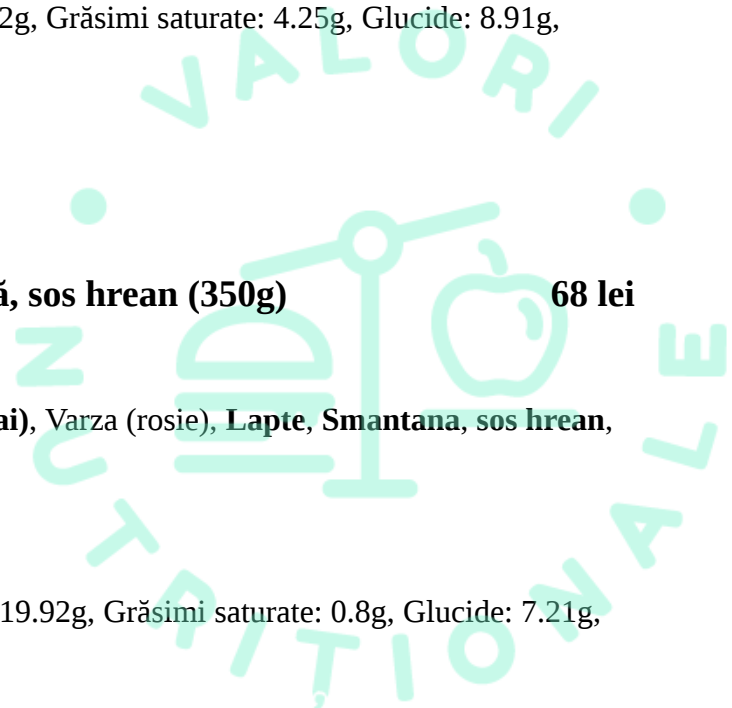 2g, Grăsimi saturate: 4.25g, Glucide: 8.91g,
VALORI
ă, sos hrean (350g) 68 lei
ai), Varza (rosie), Lapte, Smantana, sos hrean,
19.92g, Grăsimi saturate: 0.8g, Glucide: 7.21g,
NUTRIȚIONALE